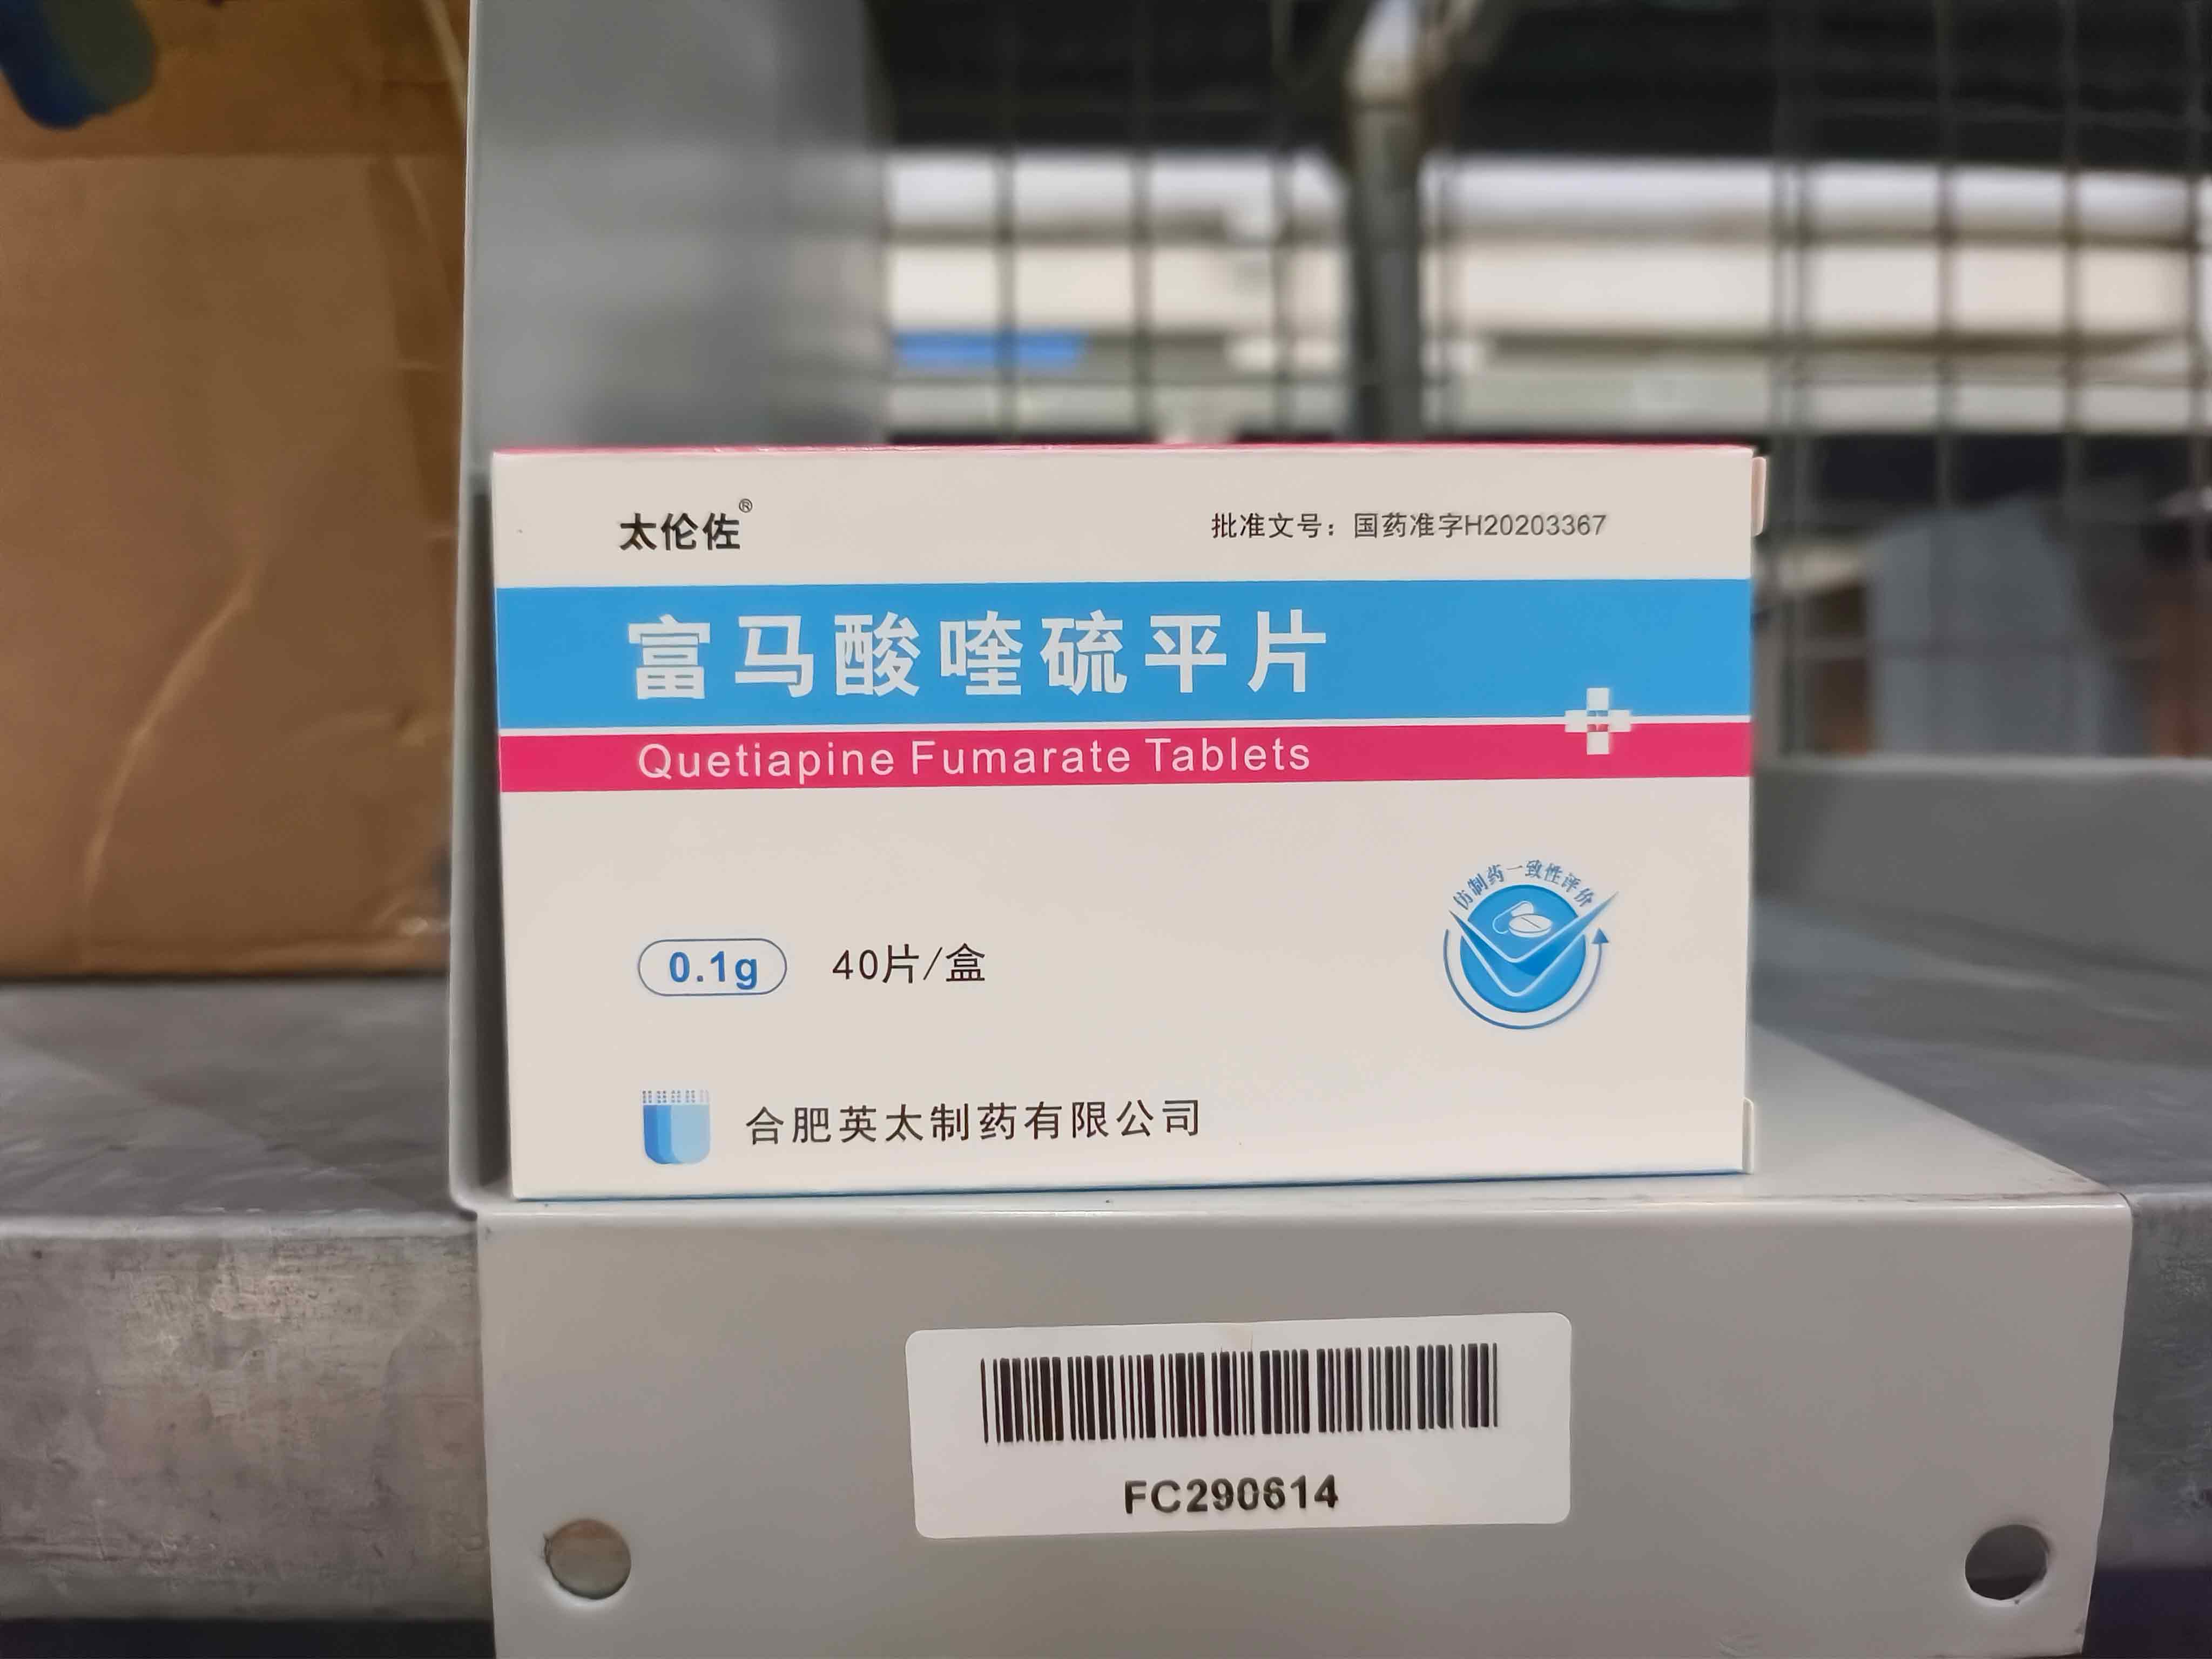 太伦佐®
批准文号：国药准字H20203367
富马酸喹硫平片
Quetiapine Fumarate Tablets
仿制药一致性评价
0.1g 40片/盒
合肥英太制药有限公司
FC290614